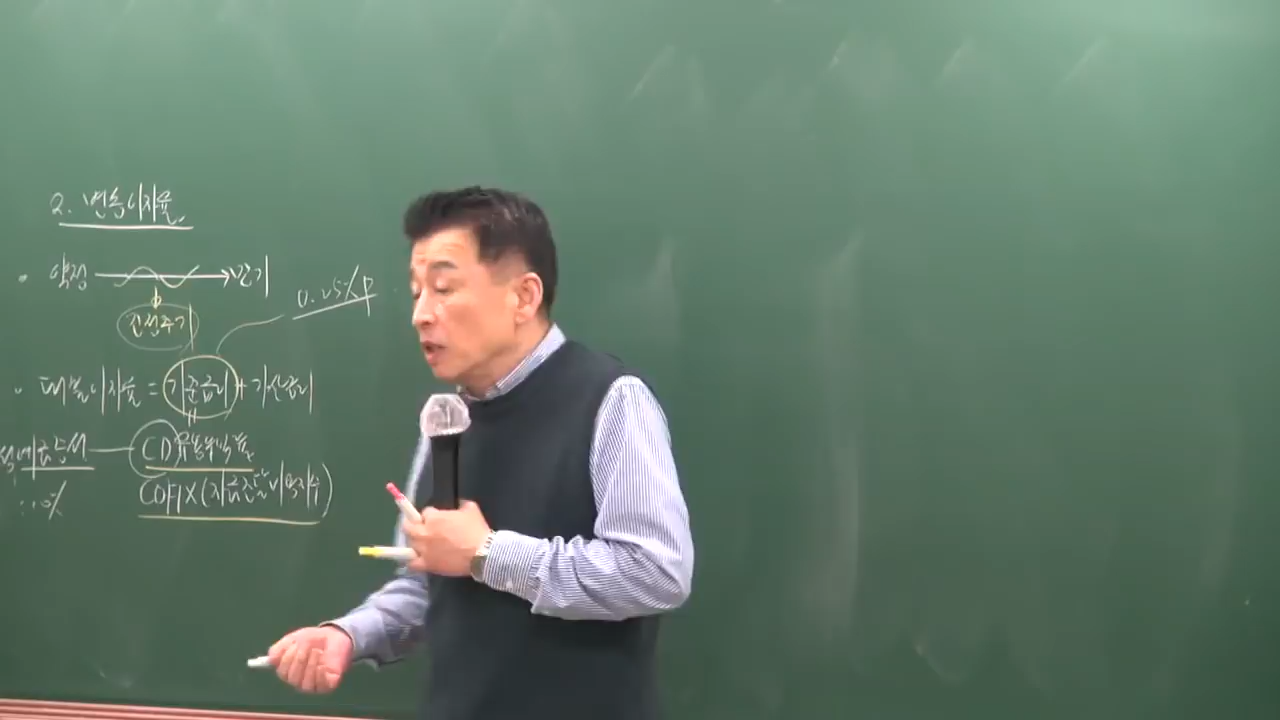 2. 변동이자율
• 약정 → 만기
조정주기
0.25%P
• 대출이자율 = 기준금리 + 가산금리
CD유통수익률
COFIX(자금조달비용지수)
:10%